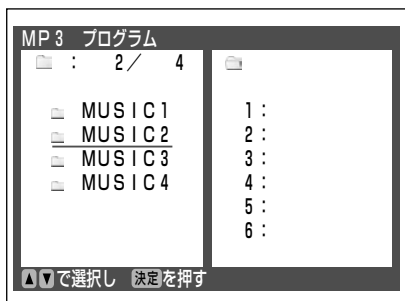 MP3 プログラム
: 2/ 4
MUSIC1
MUSIC2
MUSIC3
MUSIC4
1:
2:
3:
4:
5:
6:
▲▼で選択し 決定を押す